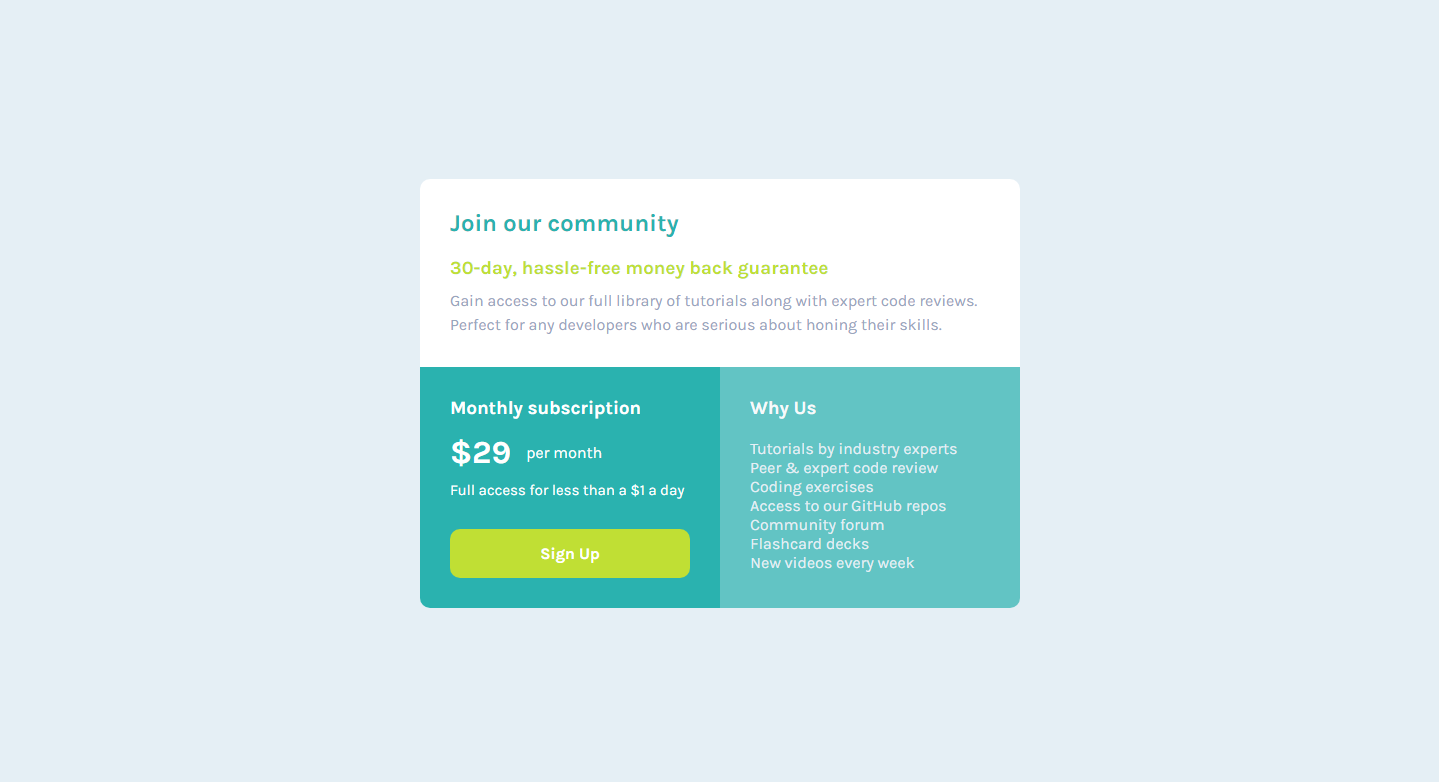 Join our community
30-day, hassle-free money back guarantee
Gain access to our full library of tutorials along with expert code reviews.
Perfect for any developers who are serious about honing their skills.
Monthly subscription
$29 per month
Full access for less than a $1 a day
Sign Up
Why Us
Tutorials by industry experts
Peer & expert code review
Coding exercises
Access to our GitHub repos
Community forum
Flashcard decks
New videos every week